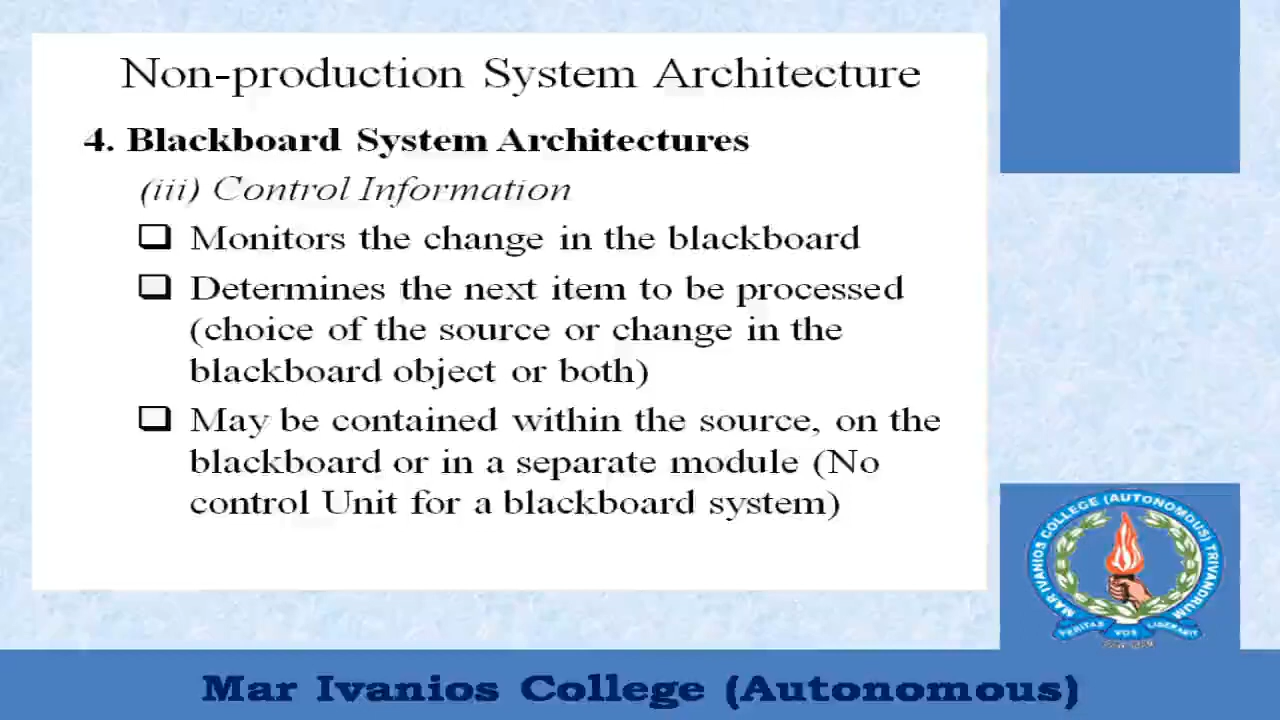 Non-production System Architecture
4. Blackboard System Architectures
(iii) Control Information
Monitors the change in the blackboard
Determines the next item to be processed
(choice of the source or change in the
blackboard object or both)
May be contained within the source, on the
blackboard or in a separate module (No
control Unit for a blackboard system)
MAR IVANIOS COLLEGE (AUTONOMOUS) TRIVANDRUM
VERITAS VOS LIBERABIT
Mar Ivanios College (Autonomous)